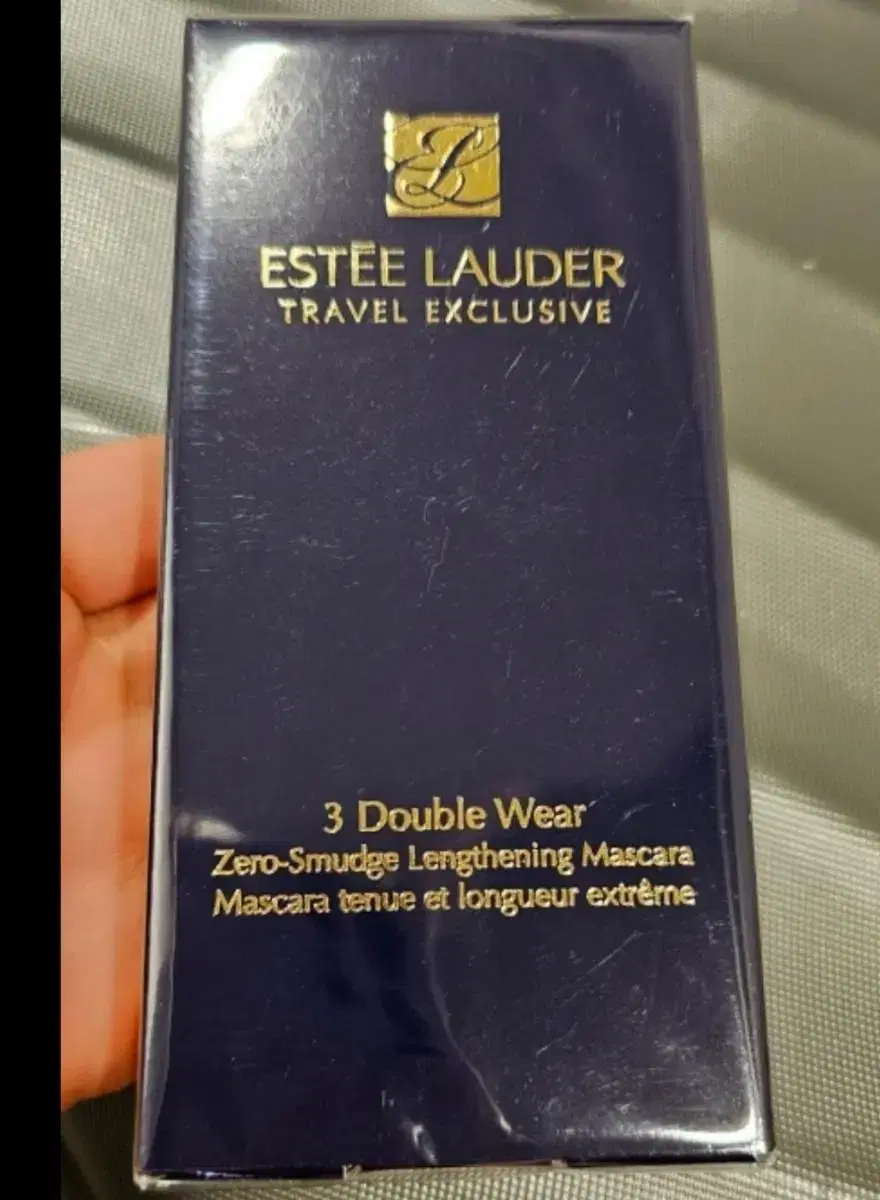 ESTĒE LAUDER
TRAVEL EXCLUSIVE
3 Double Wear
Zero-Smudge Lengthening Mascara
Mascara tenue et longueur extrême